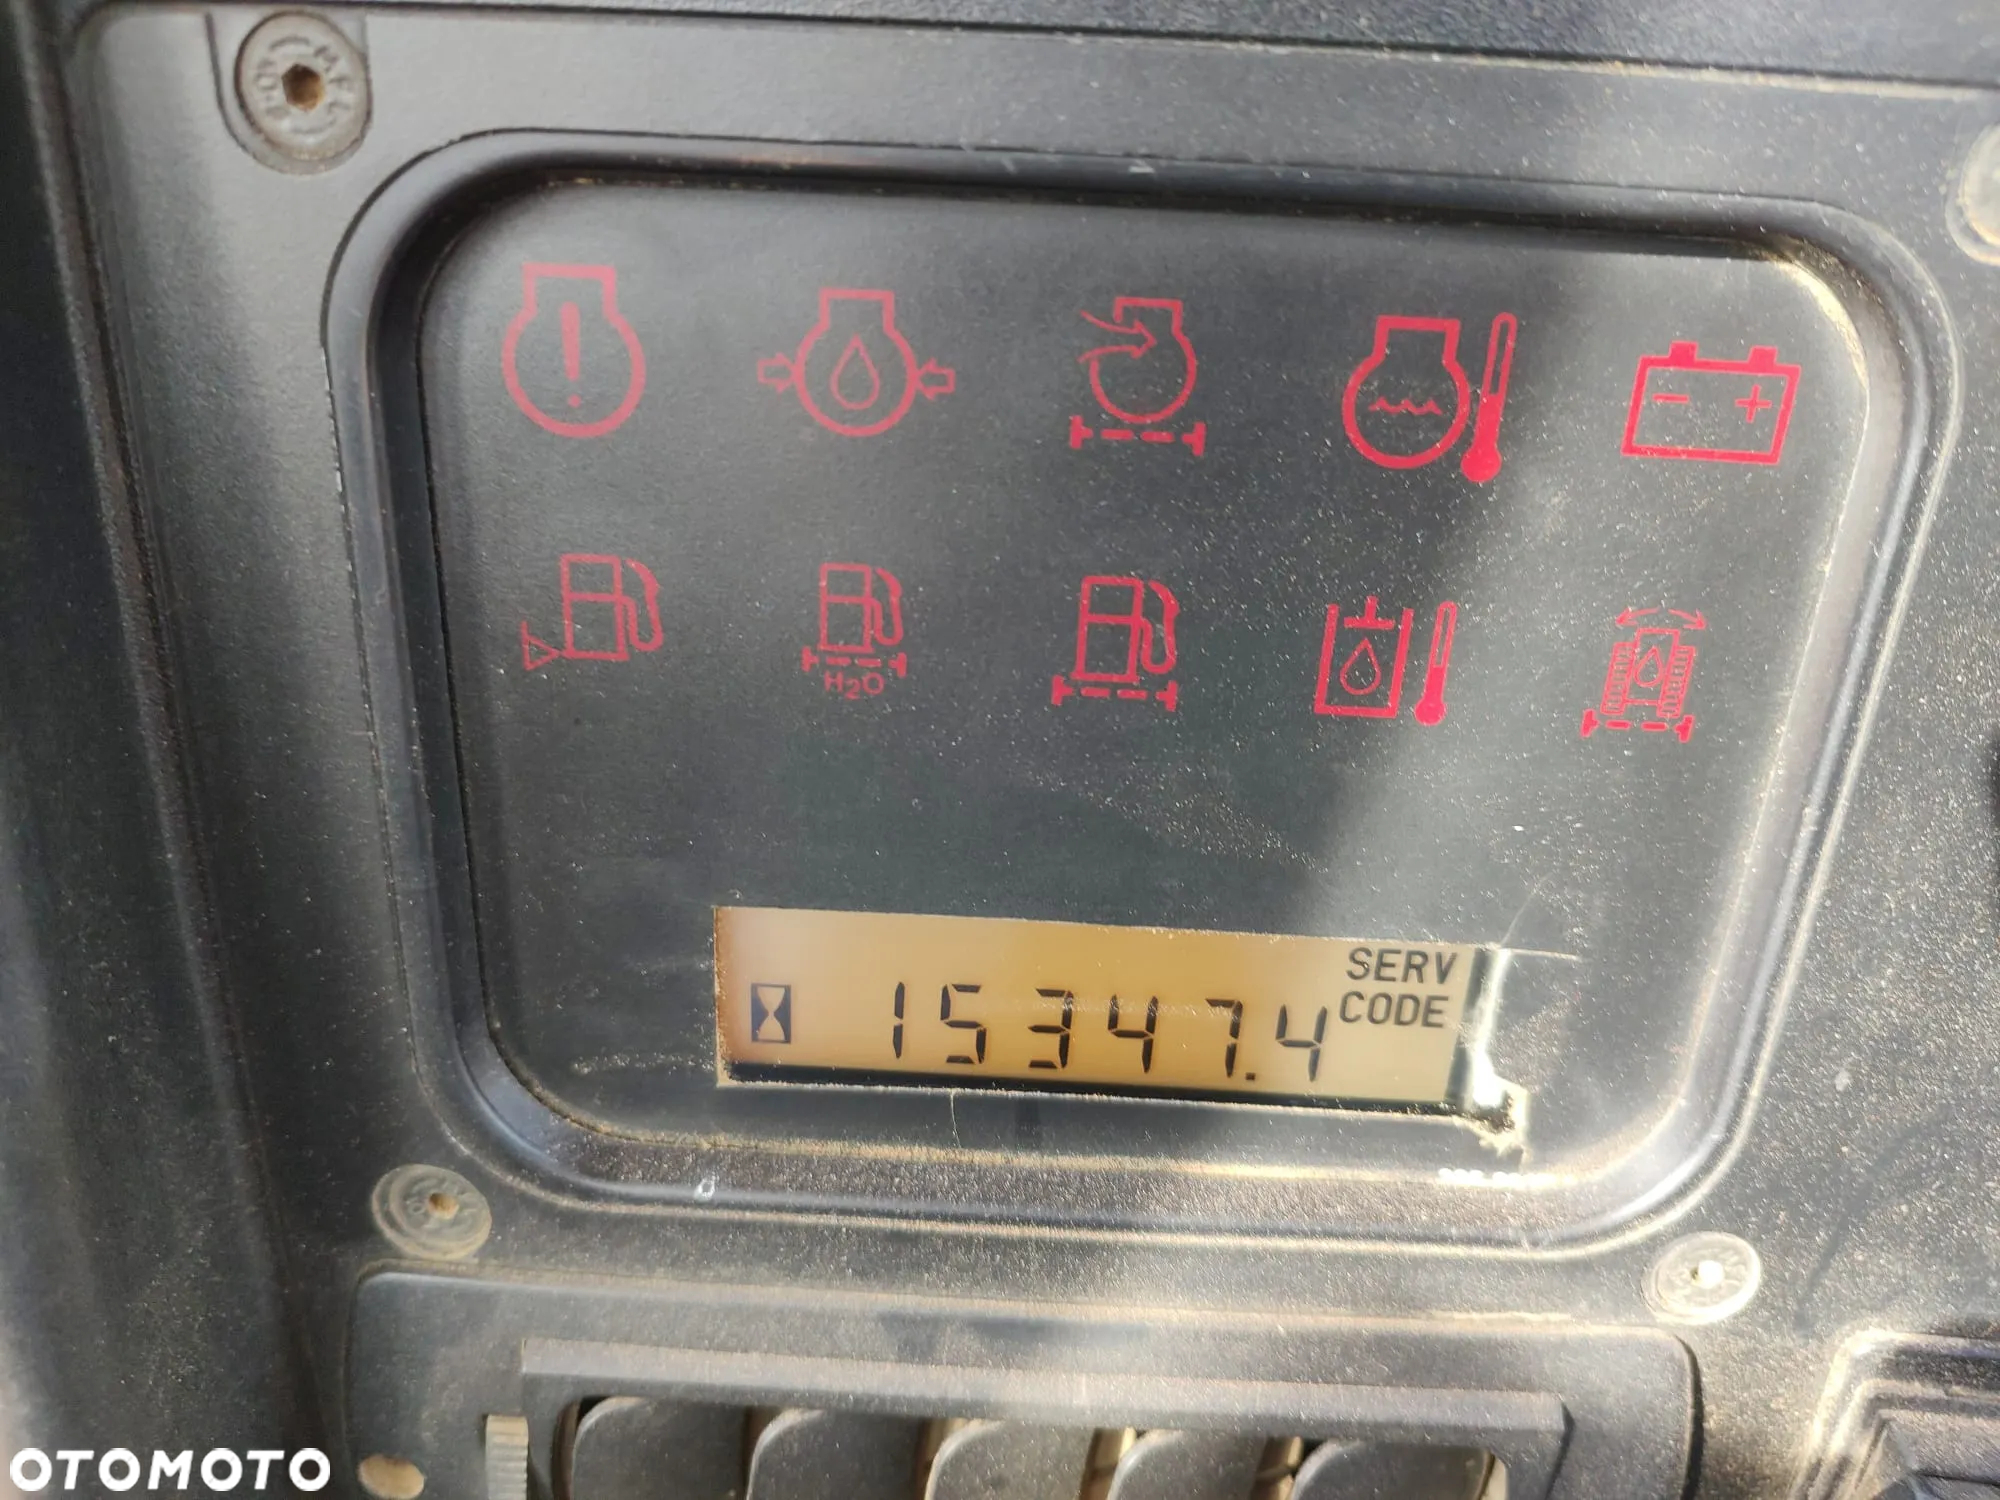 H₂O
SERV
15347.4 CODE
OTOMOTO